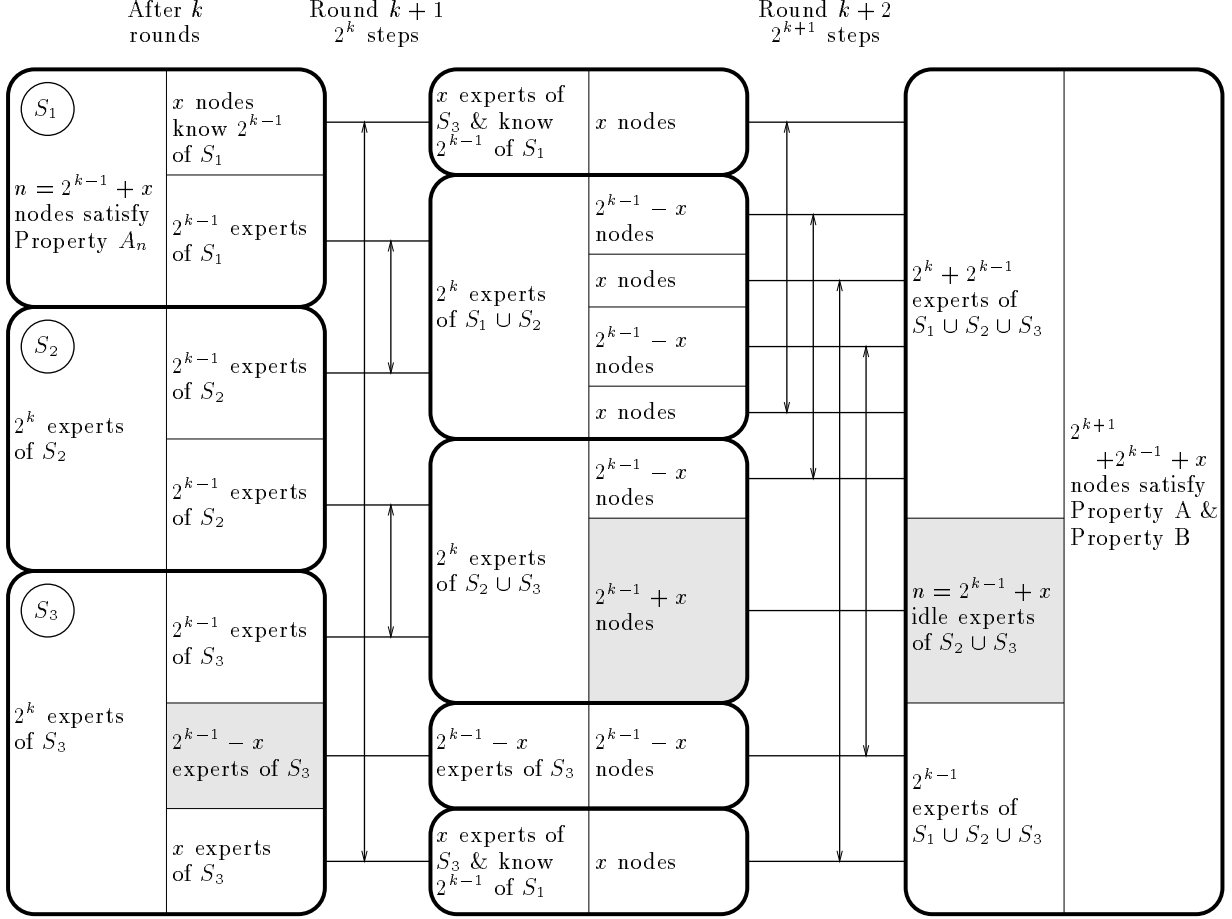 After k
rounds
Round k + 1
2^k steps
Round k + 2
2^{k+1} steps
S_1
n = 2^{k−1} + x
nodes satisfy
Property A_n
x nodes
know 2^{k−1}
of S_1
2^{k−1} experts
of S_1
S_2
2^k experts
of S_2
2^{k−1} experts
of S_2
2^{k−1} experts
of S_2
S_3
2^k experts
of S_3
2^{k−1} experts
of S_3
2^{k−1} − x
experts of S_3
x experts
of S_3
x experts of
S_3 & know
2^{k−1} of S_1
x nodes
2^k experts
of S_1 ∪ S_2
2^{k−1} − x
nodes
x nodes
2^{k−1} − x
nodes
x nodes
2^k experts
of S_2 ∪ S_3
2^{k−1} − x
nodes
2^{k−1} + x
nodes
2^{k−1} − x
experts of S_3
2^{k−1} − x
nodes
x experts of
S_3 & know
2^{k−1} of S_1
x nodes
2^k + 2^{k−1}
experts of
S_1 ∪ S_2 ∪ S_3
n = 2^{k−1} + x
idle experts
of S_2 ∪ S_3
2^{k−1}
experts of
S_1 ∪ S_2 ∪ S_3
2^{k+1}
+2^{k−1} + x
nodes satisfy
Property A &
Property B